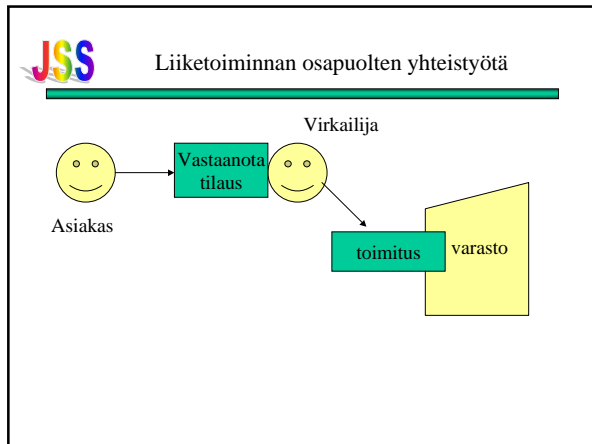 JSS
Liiketoiminnan osapuolten yhteistyötä
Virkailija
Vastaanota
tilaus
Asiakas
toimitus
varasto